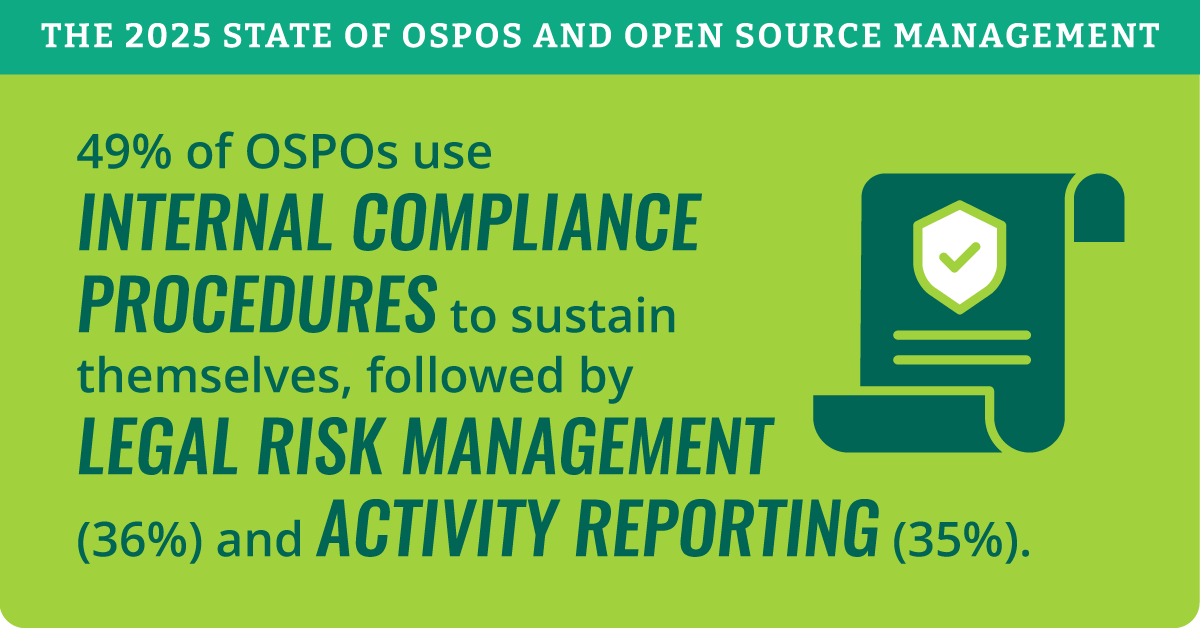 THE 2025 STATE OF OSPOS AND OPEN SOURCE MANAGEMENT
49% of OSPOs use
INTERNAL COMPLIANCE
PROCEDURES to sustain
themselves, followed by
LEGAL RISK MANAGEMENT
(36%) and ACTIVITY REPORTING (35%).